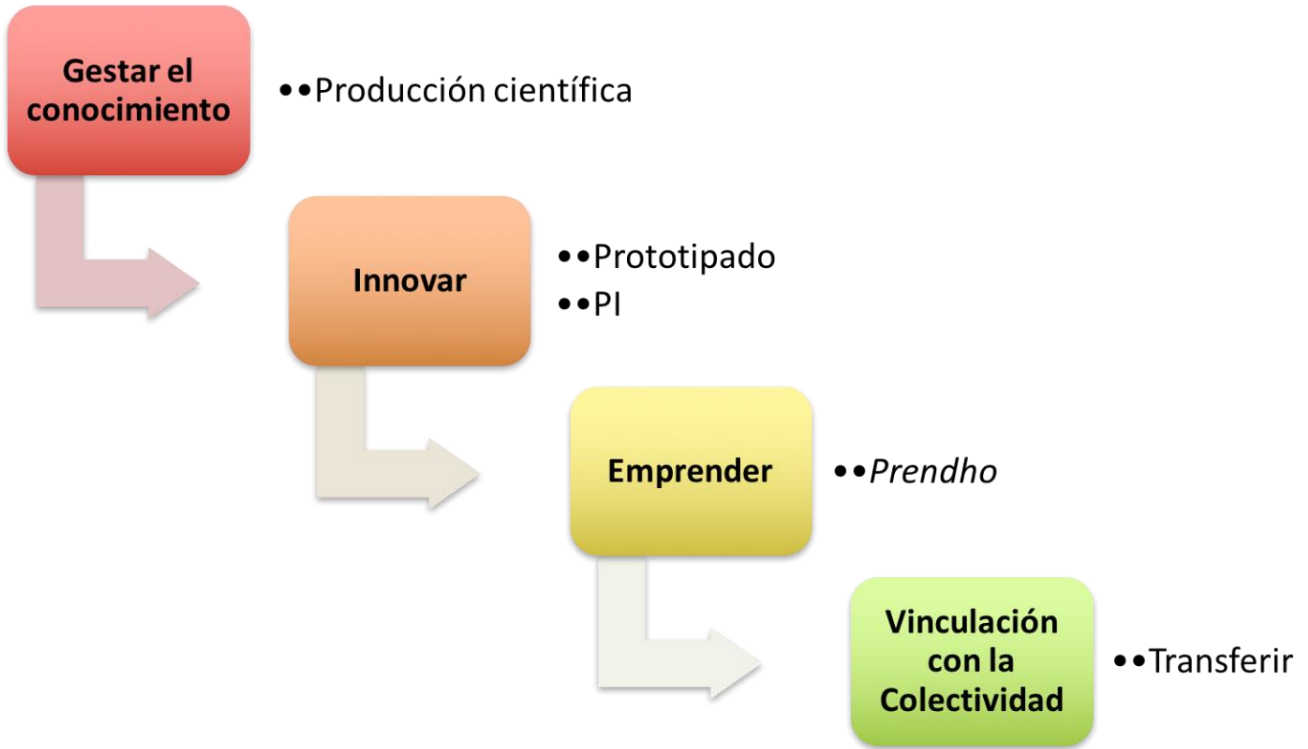 Gestar el
conocimiento
••Producción científica
Innovar
••Prototipado
••PI
Emprender
••Prendho
Vinculación
con la
Colectividad
••Transferir